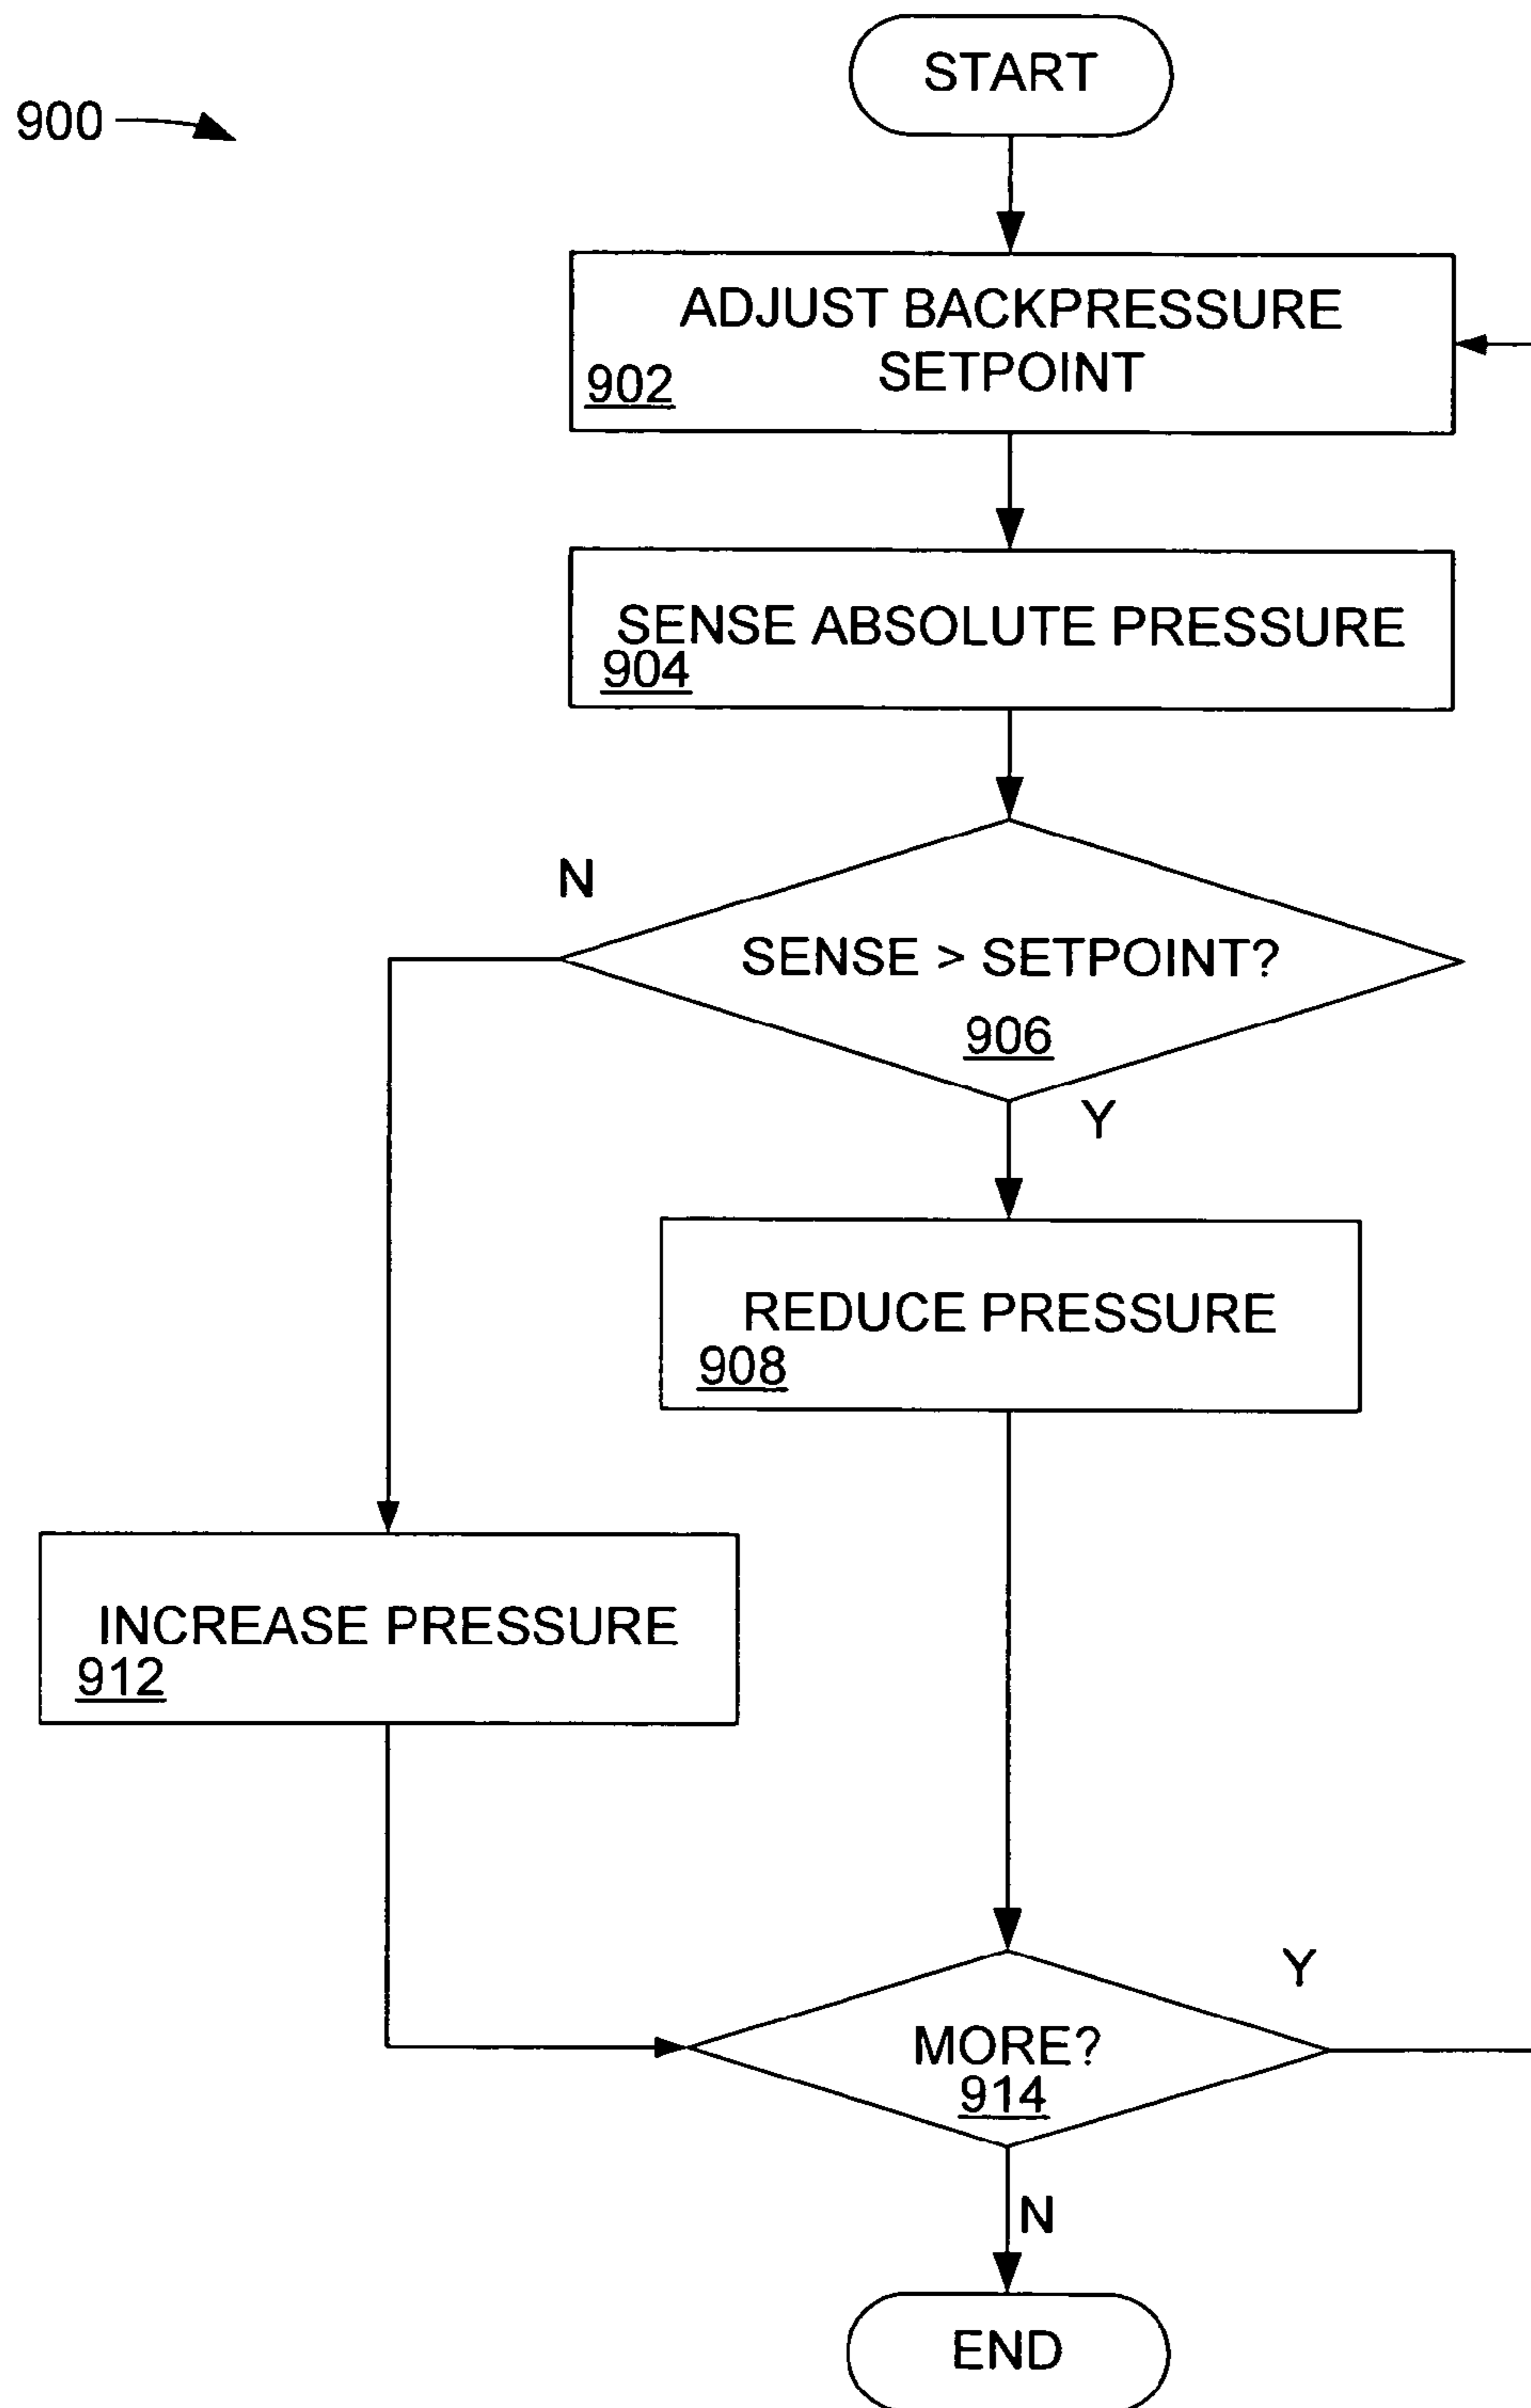 START
900
ADJUST BACKPRESSURE
SETPOINT
902
SENSE ABSOLUTE PRESSURE
904
N
SENSE > SETPOINT?
906
Y
REDUCE PRESSURE
908
INCREASE PRESSURE
912
Y
MORE?
914
N
END